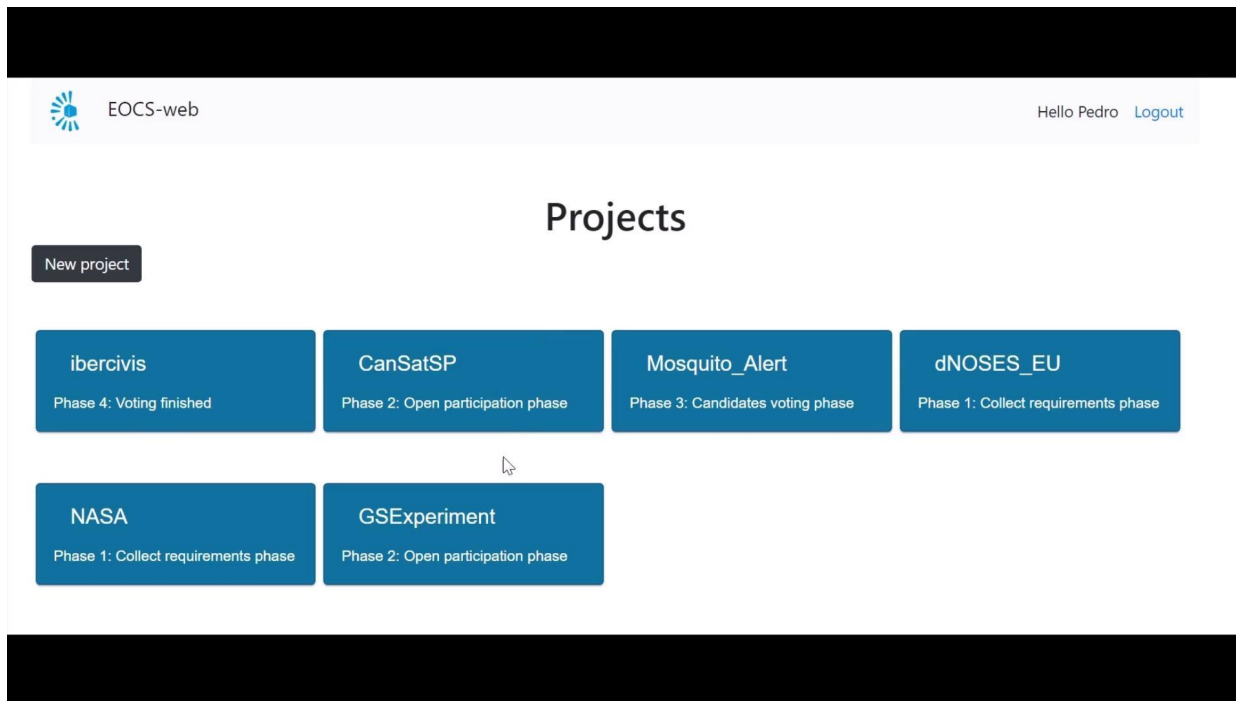 EOCS-web
Hello Pedro Logout
Projects
New project
ibercivis
Phase 4: Voting finished
CanSatSP
Phase 2: Open participation phase
Mosquito_Alert
Phase 3: Candidates voting phase
dNOSES_EU
Phase 1: Collect requirements phase
NASA
Phase 1: Collect requirements phase
GSExperiment
Phase 2: Open participation phase